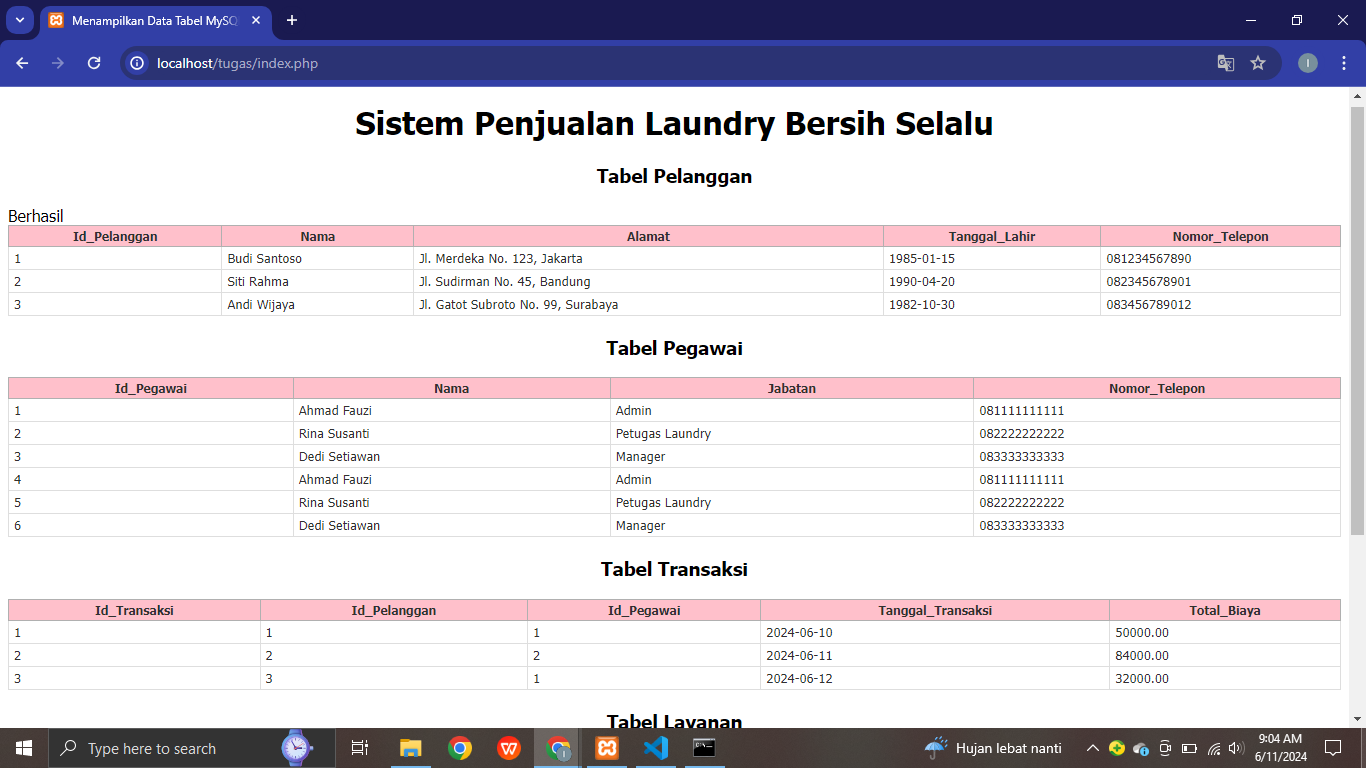 Menampilkan Data Tabel MySQ
localhost/tugas/index.php
I
Sistem Penjualan Laundry Bersih Selalu
Tabel Pelanggan
Berhasil
Id_Pelanggan Nama Alamat Tanggal_Lahir Nomor_Telepon
1 Budi Santoso Jl. Merdeka No. 123, Jakarta 1985-01-15 081234567890
2 Siti Rahma Jl. Sudirman No. 45, Bandung 1990-04-20 082345678901
3 Andi Wijaya Jl. Gatot Subroto No. 99, Surabaya 1982-10-30 083456789012
Tabel Pegawai
Id_Pegawai Nama Jabatan Nomor_Telepon
1 Ahmad Fauzi Admin 081111111111
2 Rina Susanti Petugas Laundry 082222222222
3 Dedi Setiawan Manager 083333333333
4 Ahmad Fauzi Admin 081111111111
5 Rina Susanti Petugas Laundry 082222222222
6 Dedi Setiawan Manager 083333333333
Tabel Transaksi
Id_Transaksi Id_Pelanggan Id_Pegawai Tanggal_Transaksi Total_Biaya
1 1 1 2024-06-10 50000.00
2 2 2 2024-06-11 84000.00
3 3 1 2024-06-12 32000.00
Tabel Layanan
Type here to search
Hujan lebat nanti
9:04 AM
6/11/2024